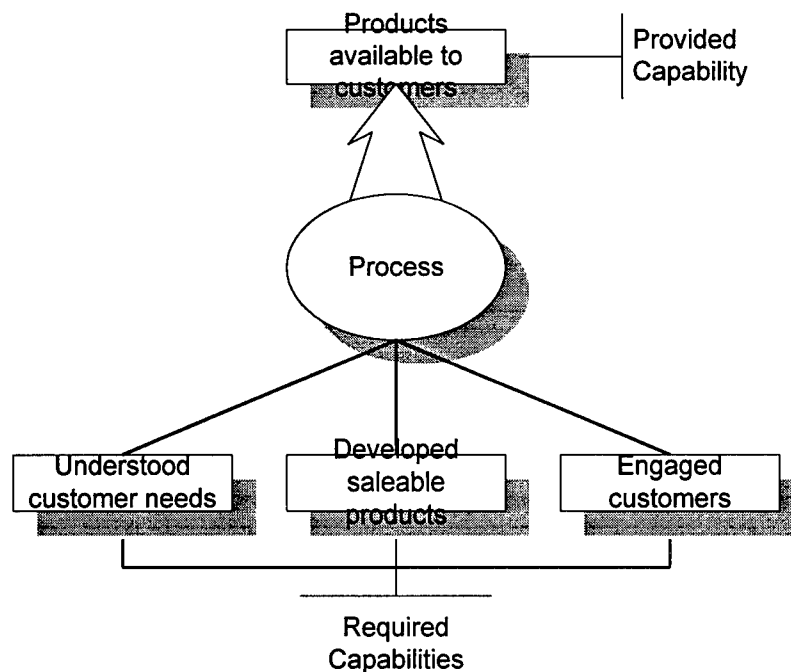 Products
available to
customers
Provided
Capability
Process
Understood
customer needs
Developed
saleable
products
Engaged
customers
Required
Capabilities